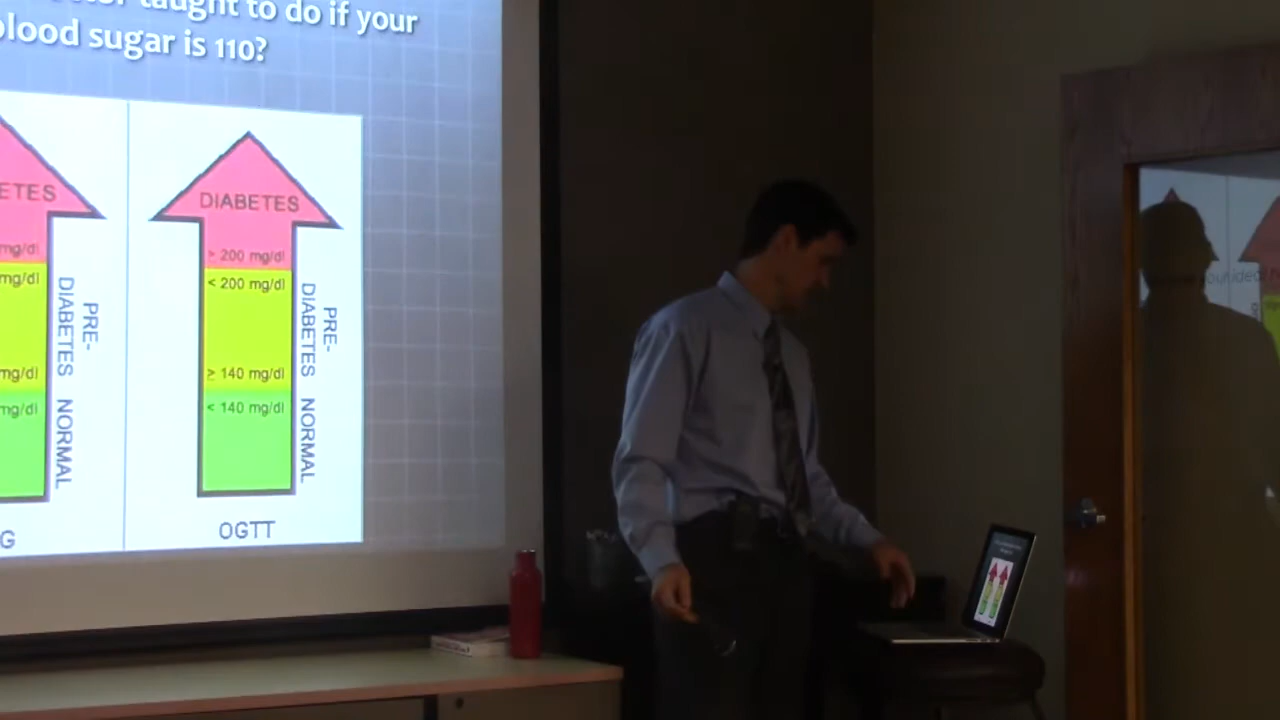 taught to do if your
blood sugar is 110?
ETES
mg/dl
mg/dl
mg/dl
mg/dl
PRE-
DIABETES
NORMAL
G
DIABETES
≥ 200 mg/dl
< 200 mg/dl
≥ 140 mg/dl
< 140 mg/dl
PRE-
DIABETES
NORMAL
OGTT
your ideal